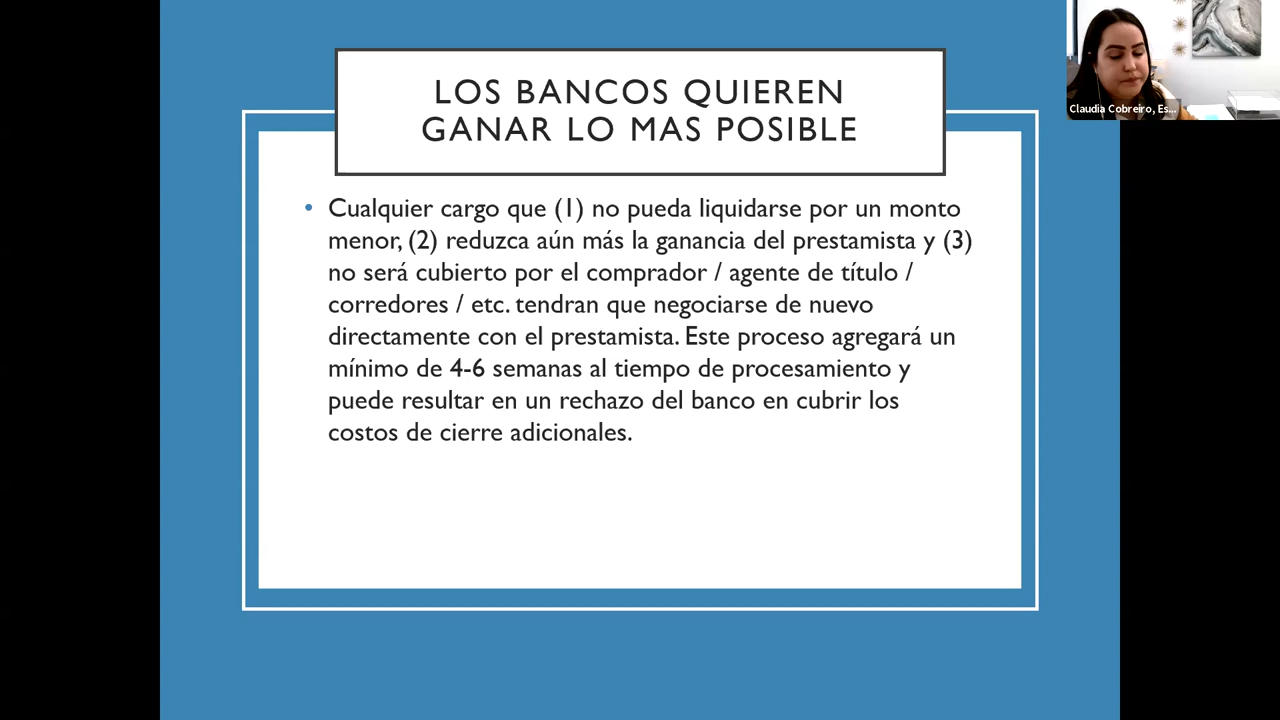 LOS BANCOS QUIEREN
GANAR LO MAS POSIBLE
• Cualquier cargo que (1) no pueda liquidarse por un monto
menor, (2) reduzca aún más la ganancia del prestamista y (3)
no será cubierto por el comprador / agente de título /
corredores / etc. tendran que negociarse de nuevo
directamente con el prestamista. Este proceso agregará un
mínimo de 4-6 semanas al tiempo de procesamiento y
puede resultar en un rechazo del banco en cubrir los
costos de cierre adicionales.
Claudia Cobreiro, Es...